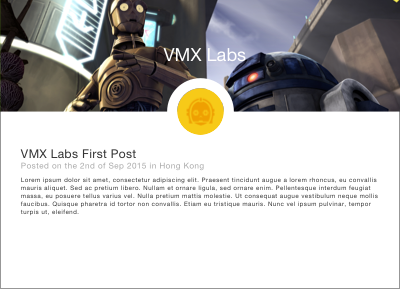 VMX Labs
VMX Labs First Post
Posted on the 2nd of Sep 2015 in Hong Kong
Lorem ipsum dolor sit amet, consectetur adipiscing elit. Praesent tincidunt augue a lorem rhoncus, eu convallis
mauris aliquet. Sed ac pretium libero. Nullam et ornare ligula, sed ornare enim. Pellentesque interdum feugiat
massa, eu posuere tellus varius vel. Nulla pretium mattis molestie. Ut consequat augue vestibulum neque mollis
faucibus. Quisque pharetra id tortor non convallis. Etiam eu tristique mauris. Nunc vel ipsum pulvinar, tempor
turpis ut, eleifend.